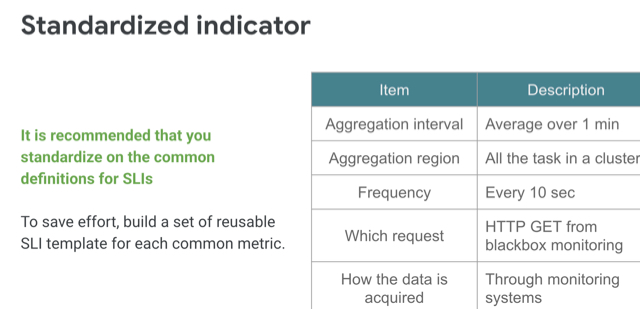 Standardized indicator
It is recommended that you
standardize on the common
definitions for SLIs
To save effort, build a set of reusable
SLI template for each common metric.
Item Description
Aggregation interval Average over 1 min
Aggregation region All the task in a cluster
Frequency Every 10 sec
Which request HTTP GET from
blackbox monitoring
How the data is Through monitoring
acquired systems